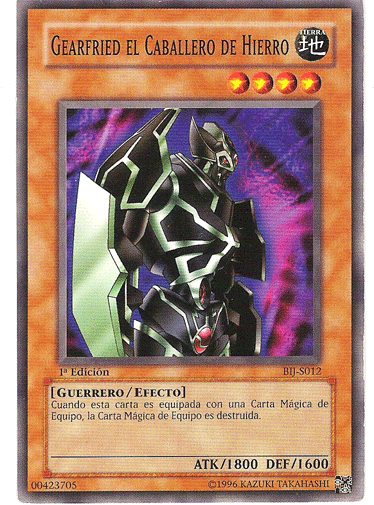 GEARFRIED EL CABALLERO DE HIERRO
TIERRA
地
1ª Edición
BIJ-S012
[GUERRERO/EFECTO]
Cuando esta carta es equipada con una Carta Mágica de
Equipo, la Carta Mágica de Equipo es destruida.
ATK/1800 DEF/1600
00423705
©1996 KAZUKI TAKAHASHI